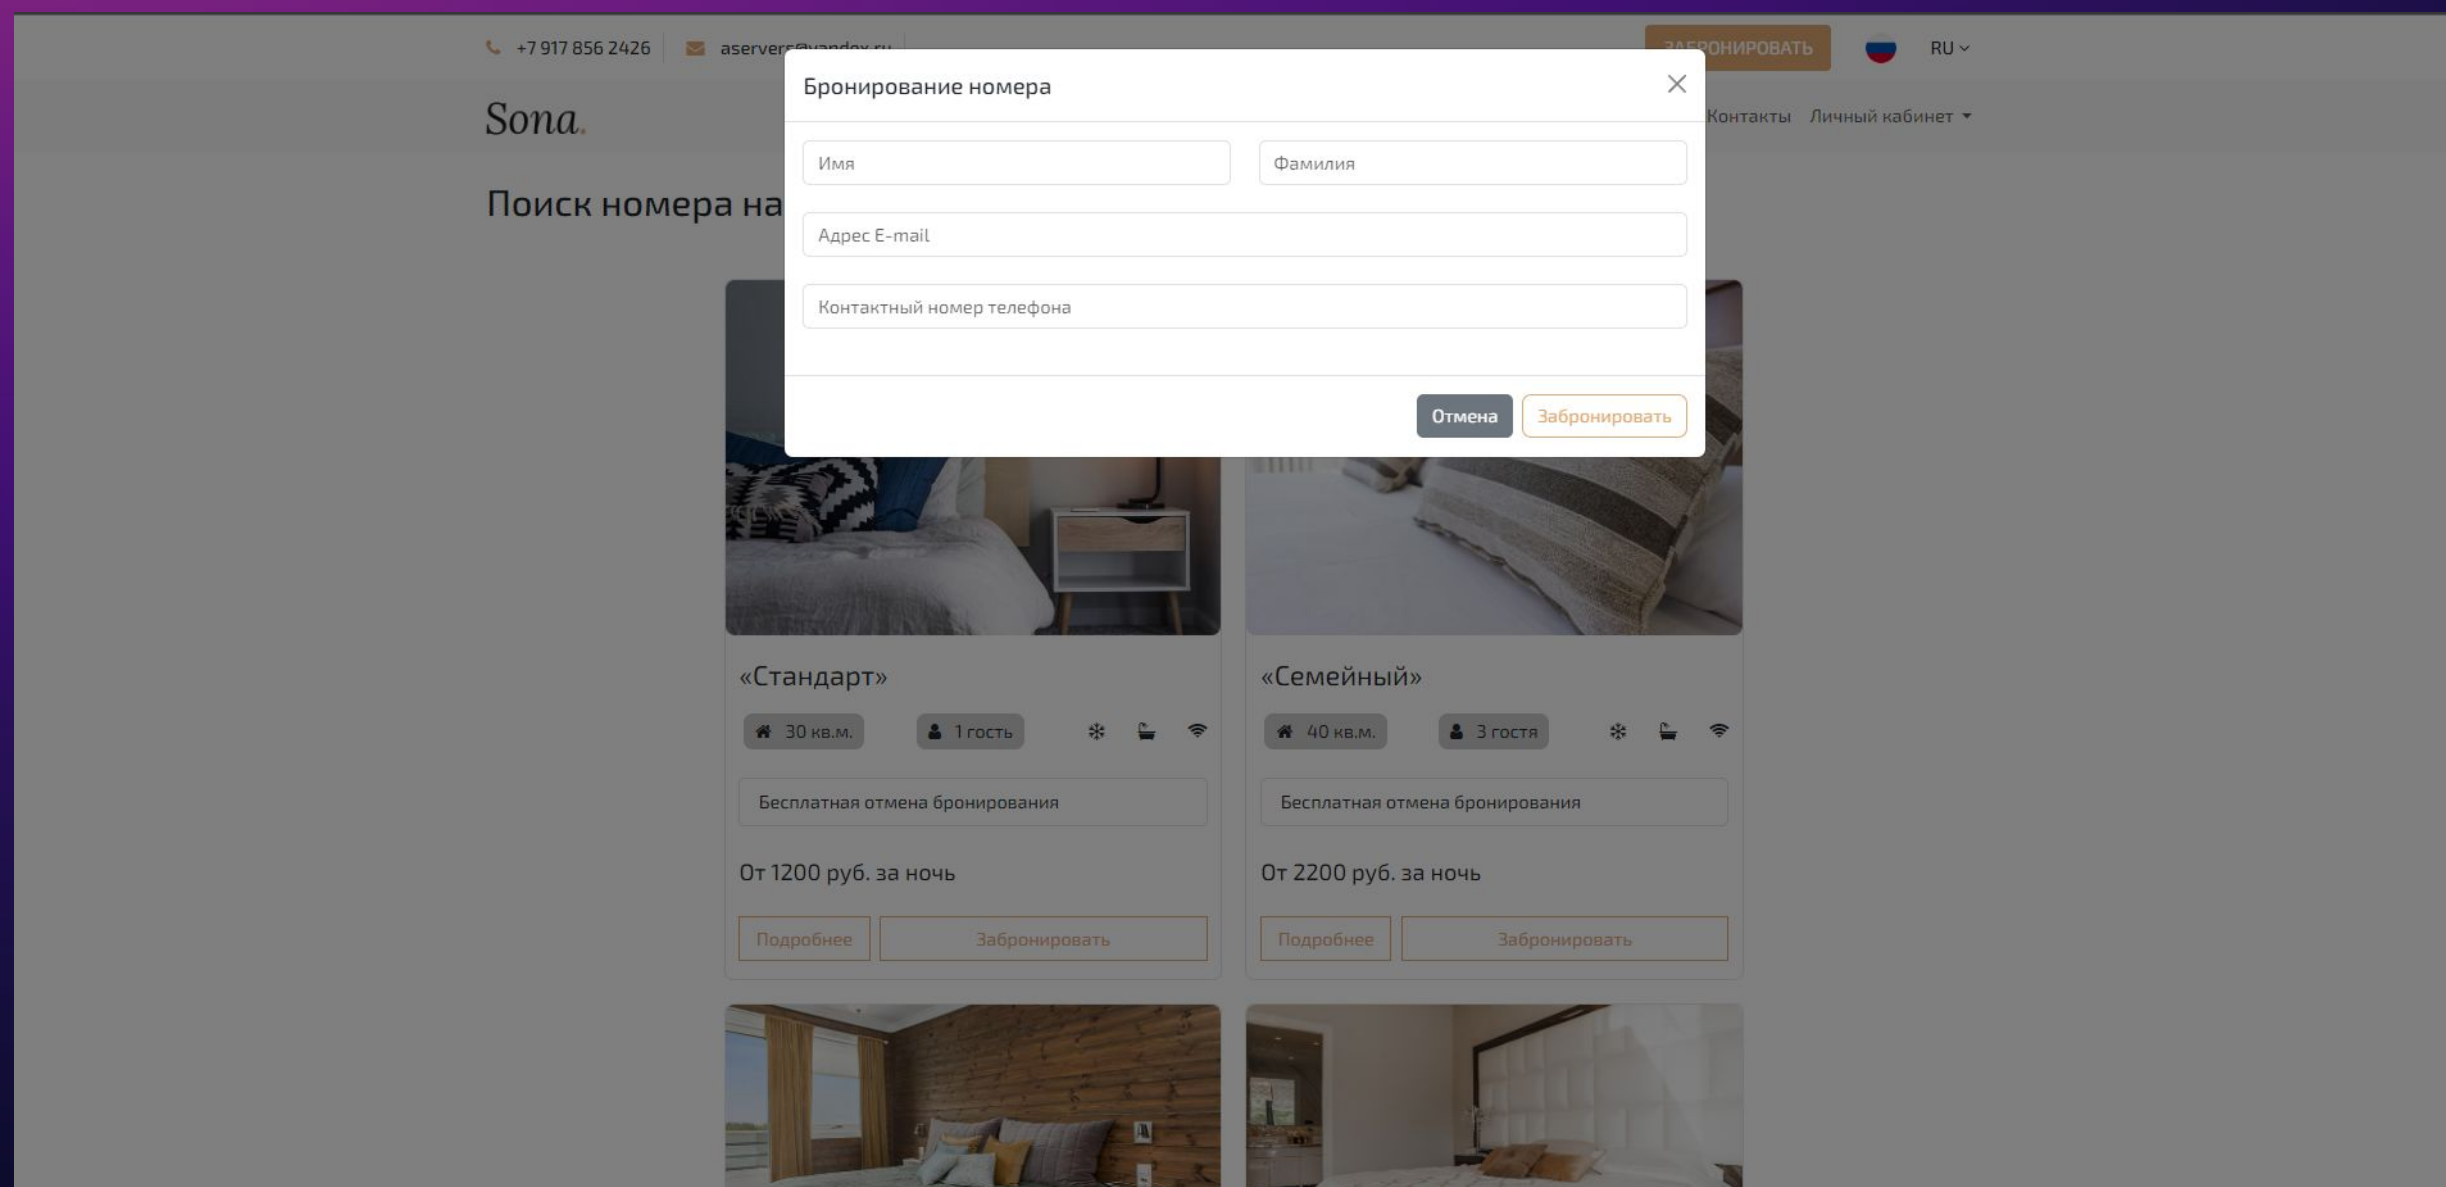 +7 917 856 2426
RU
Бронирование номера
Sona.
Контакты
Личный кабинет
Имя
Фамилия
Поиск номера на
Адрес E-mail
Контактный номер телефона
Отмена
Забронировать
«Стандарт»
«Семейный»
30 кв.м.
1 гость
40 кв.м.
3 гостя
Бесплатная отмена бронирования
Бесплатная отмена бронирования
От 1200 руб. за ночь
От 2200 руб. за ночь
Подробнее
Забронировать
Подробнее
Забронировать